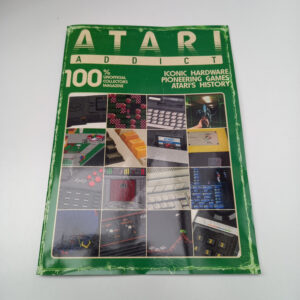 ATARI
ADDICT
100%
UNOFFICIAL
COLLECTORS
MAGAZINE
ICONIC HARDWARE,
PIONEERING GAMES,
ATARI'S HISTORY